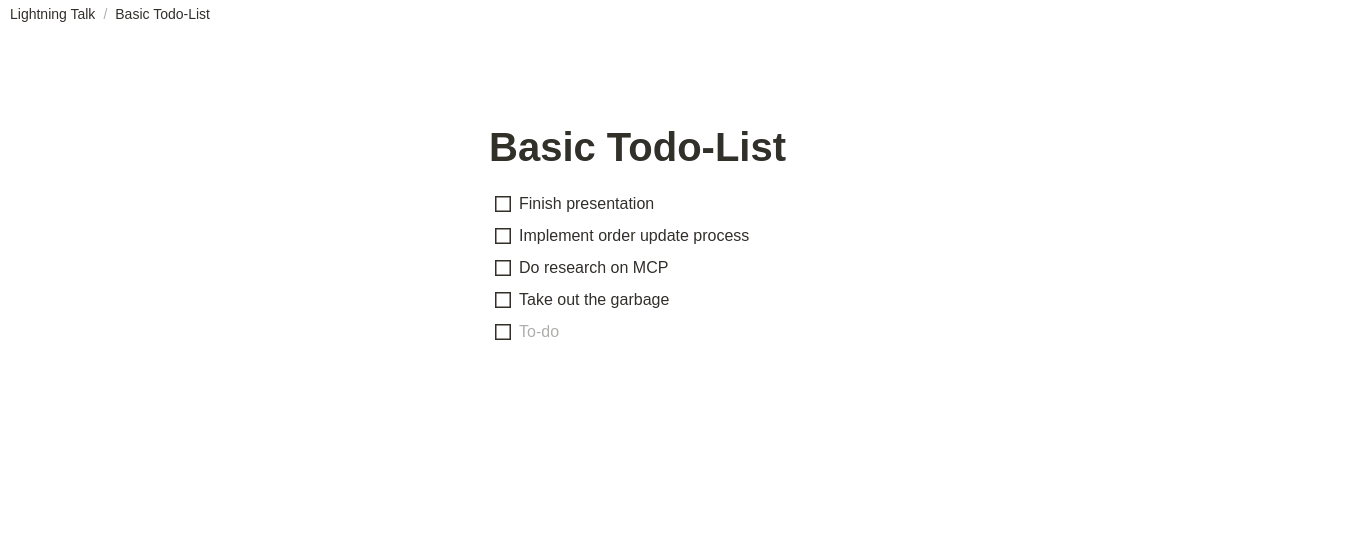 Lightning Talk / Basic Todo-List
Basic Todo-List
Finish presentation
Implement order update process
Do research on MCP
Take out the garbage
To-do